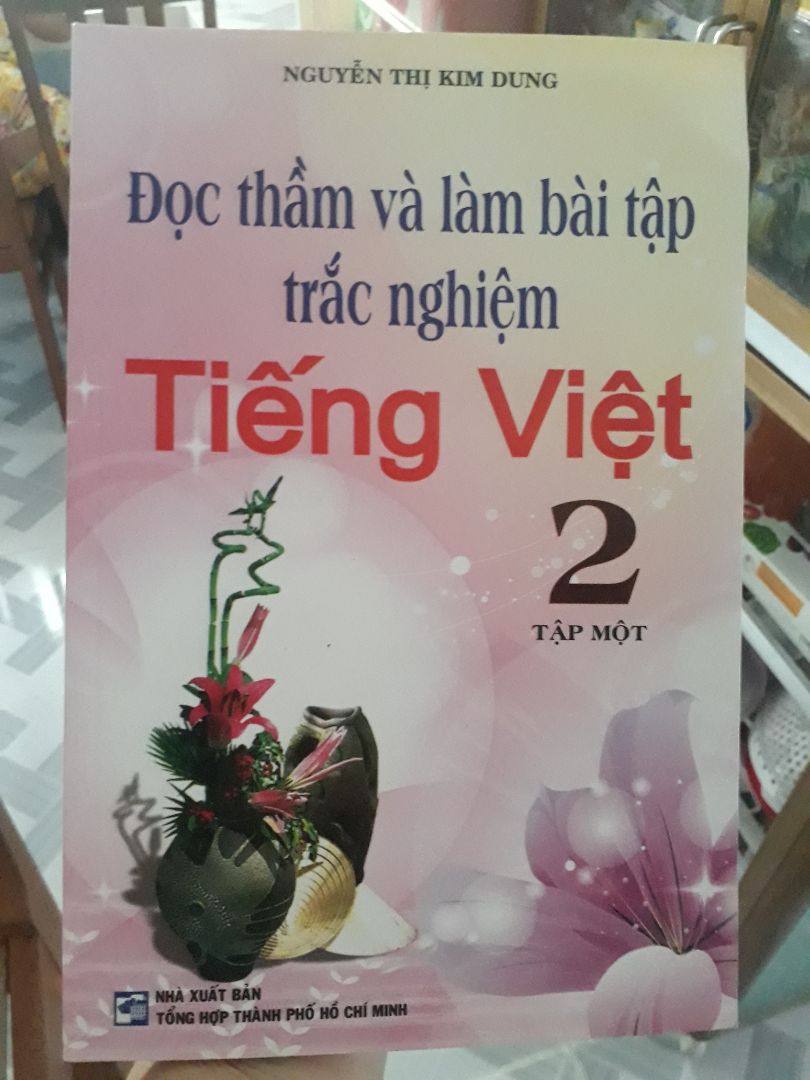 NGUYỄN THỊ KIM DUNG
Đọc thầm và làm bài tập
trắc nghiệm
Tiếng Việt
2
TẬP MỘT
NHÀ XUẤT BẢN
TỔNG HỢP THÀNH PHỐ HỒ CHÍ MINH